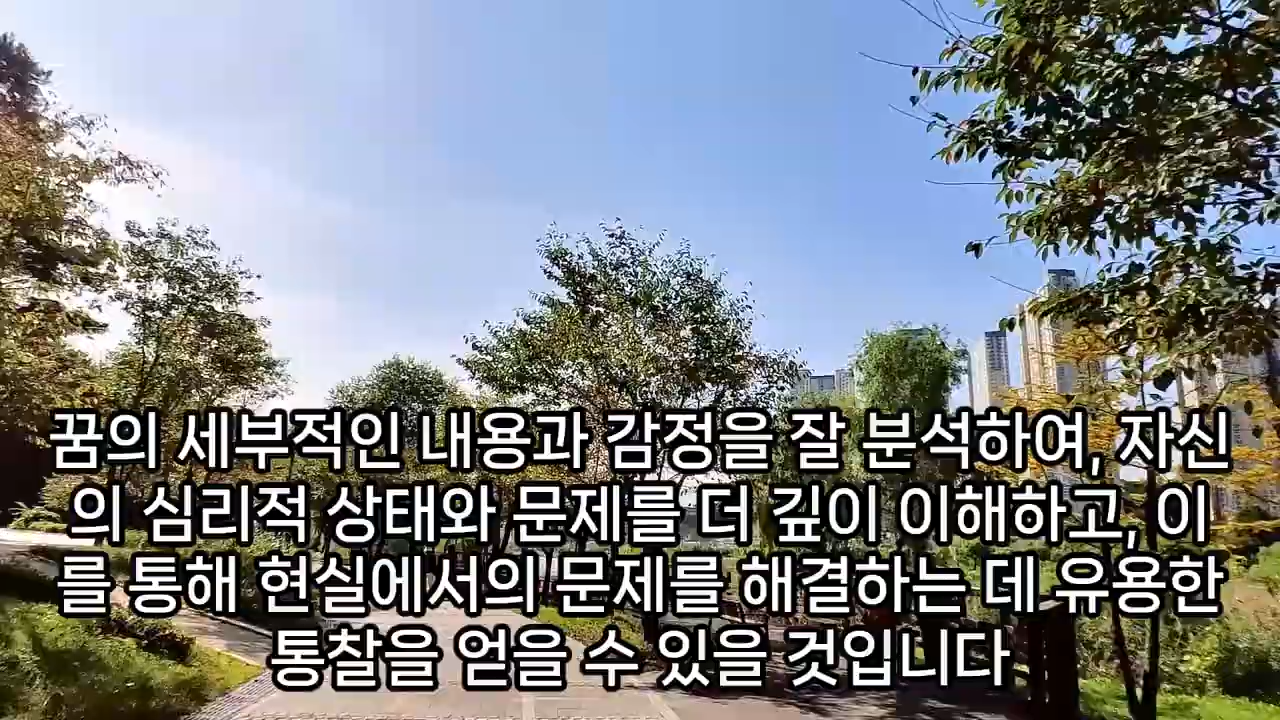 꿈의 세부적인 내용과 감정을 잘 분석하여, 자신
의 심리적 상태와 문제를 더 깊이 이해하고, 이
를 통해 현실에서의 문제를 해결하는 데 유용한
통찰을 얻을 수 있을 것입니다